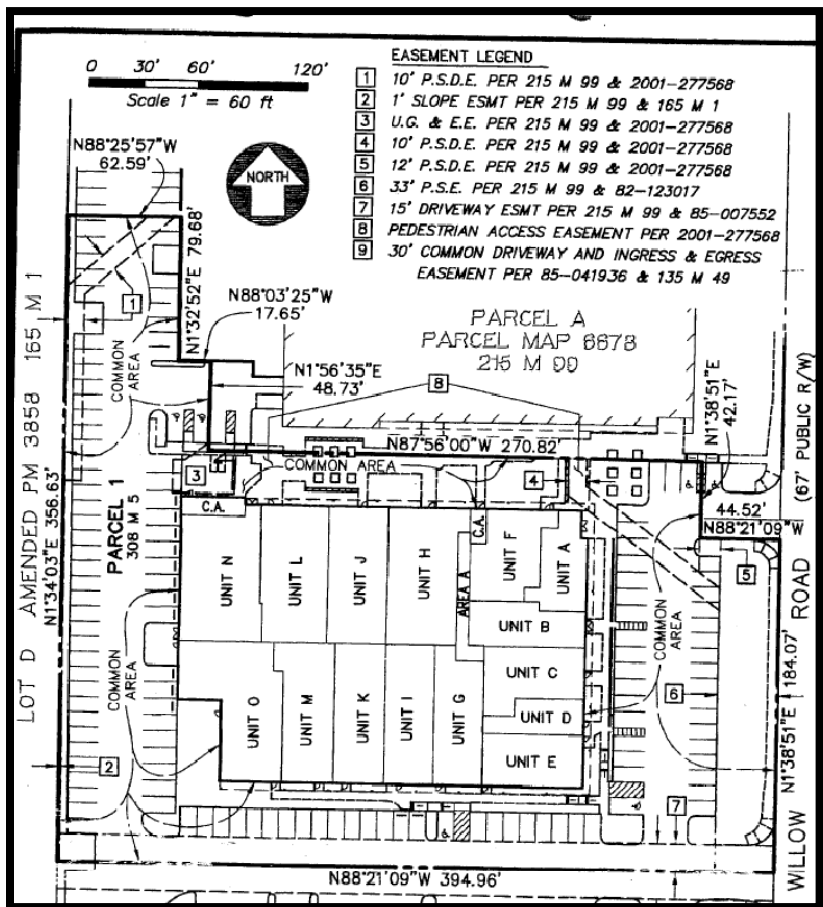 EASEMENT LEGEND
0 30' 60' 120'
Scale 1" = 60 ft
1 10' P.S.D.E. PER 215 M 99 & 2001-277568
2 1' SLOPE ESMT PER 215 M 99 & 165 M 1
3 U.G. & E.E. PER 215 M 99 & 2001-277568
4 10' P.S.D.E. PER 215 M 99 & 2001-277568
5 12' P.S.D.E. PER 215 M 99 & 2001-277568
6 33' P.S.E. PER 215 M 99 & 82-123017
7 15' DRIVEWAY ESMT PER 215 M 99 & 85-007552
8 PEDESTRIAN ACCESS EASEMENT PER 2001-277568
9 30' COMMON DRIVEWAY AND INGRESS & EGRESS
EASEMENT PER 85-041936 & 135 M 49
N88°25'57"W
62.59'
NORTH
N1°32'52"E 79.68'
N88°03'25"W
17.65'
1
PARCEL A
PARCEL MAP 6678
215 M 99
N1°56'35"E
48.73'
8
COMMON
AREA
N1°38'51"E
42.17'
(67' PUBLIC R/W)
LOT D AMENDED PM 3858 165 M 1
N87°56'00"W 270.82'
COMMON AREA
3
4
C.A.
C.A.
44.52'
N88°21'09"W
5
PARCEL 1
308 M 5
N1°34'03"E 356.63'
UNIT N
UNIT L
UNIT J
UNIT H
AREA A
UNIT F
UNIT A
UNIT B
UNIT C
UNIT D
UNIT E
UNIT O
UNIT M
UNIT K
UNIT I
UNIT G
COMMON
AREA
COMMON
AREA
6
2
7
N1°38'51"E 184.07'
WILLOW ROAD
N88°21'09"W 394.96'